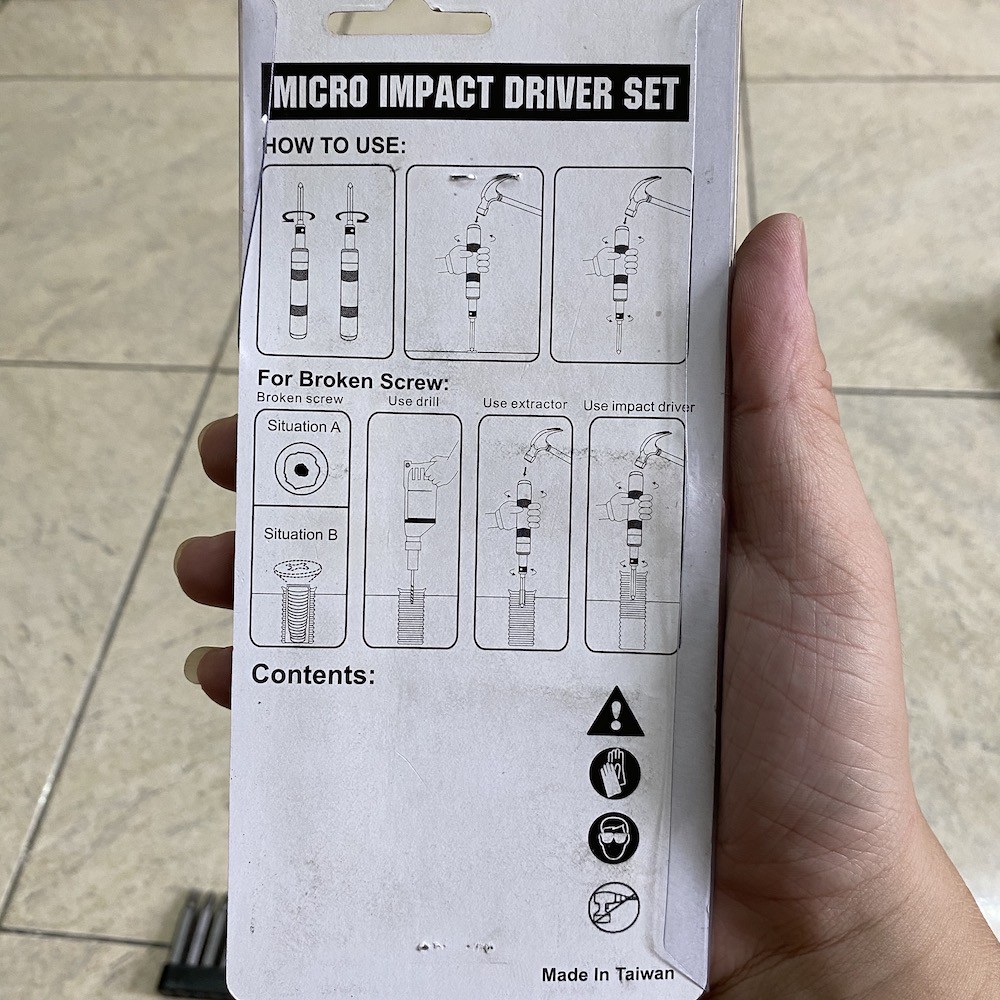 MICRO IMPACT DRIVER SET
HOW TO USE:
For Broken Screw:
Broken screw
Use drill
Use extractor
Use impact driver
Situation A
Situation B
Contents:
Made In Taiwan